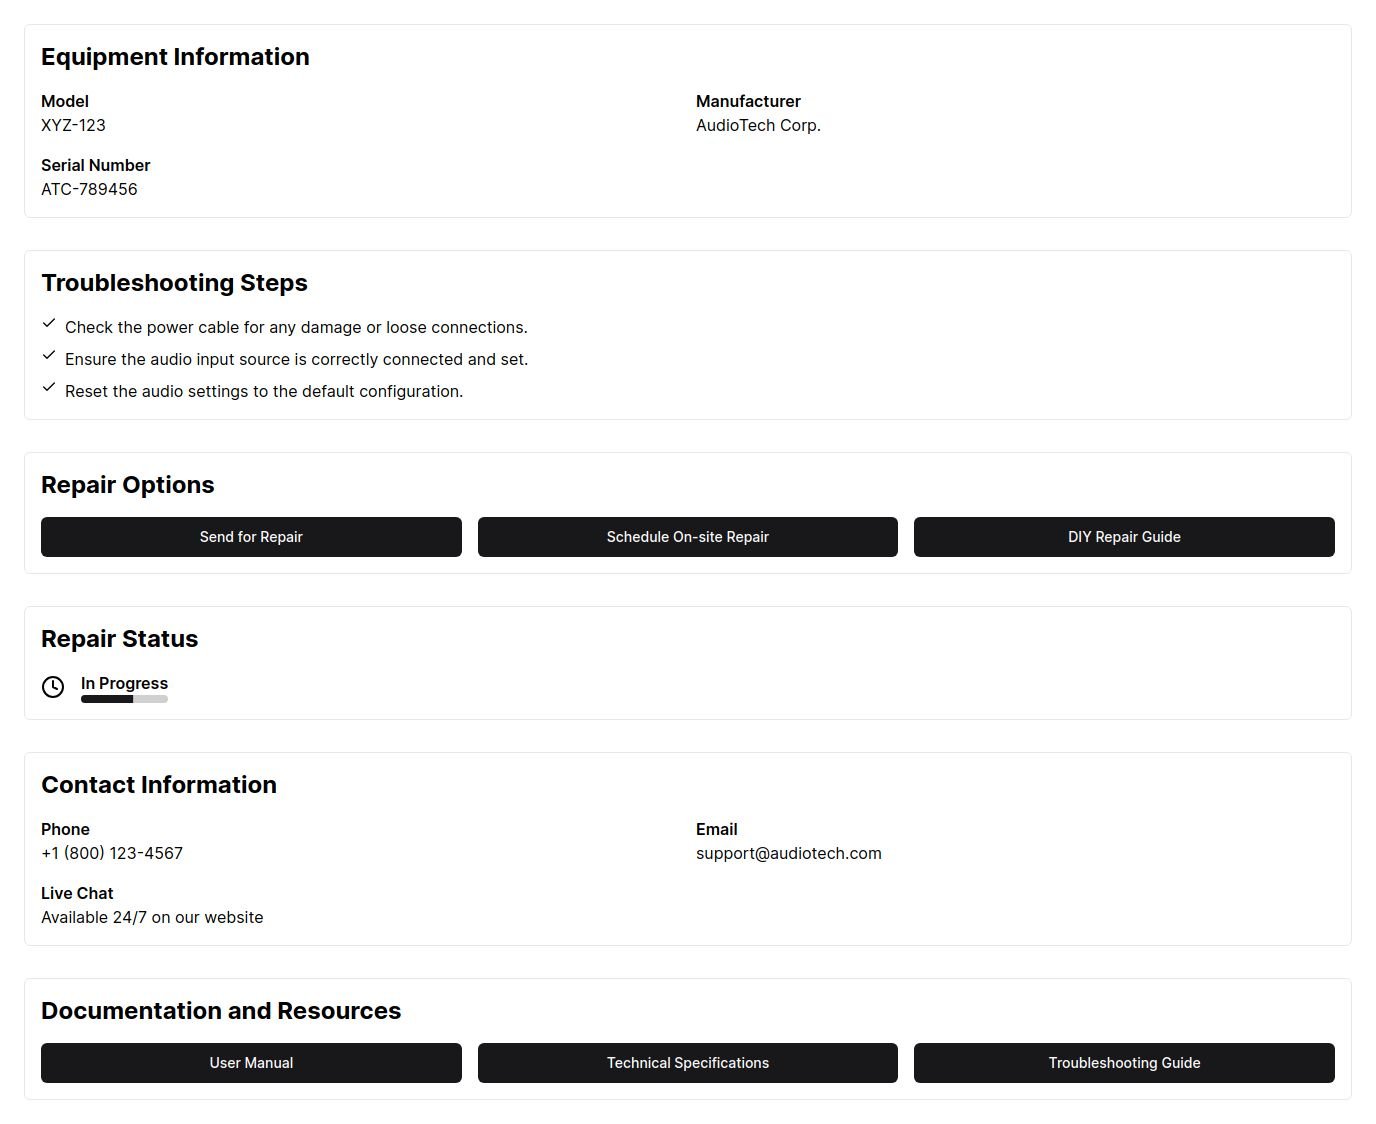 Equipment Information
Model
XYZ-123
Manufacturer
AudioTech Corp.
Serial Number
ATC-789456
Troubleshooting Steps
Check the power cable for any damage or loose connections.
Ensure the audio input source is correctly connected and set.
Reset the audio settings to the default configuration.
Repair Options
Send for Repair
Schedule On-site Repair
DIY Repair Guide
Repair Status
In Progress
Contact Information
Phone
+1 (800) 123-4567
Email
support@audiotech.com
Live Chat
Available 24/7 on our website
Documentation and Resources
User Manual
Technical Specifications
Troubleshooting Guide